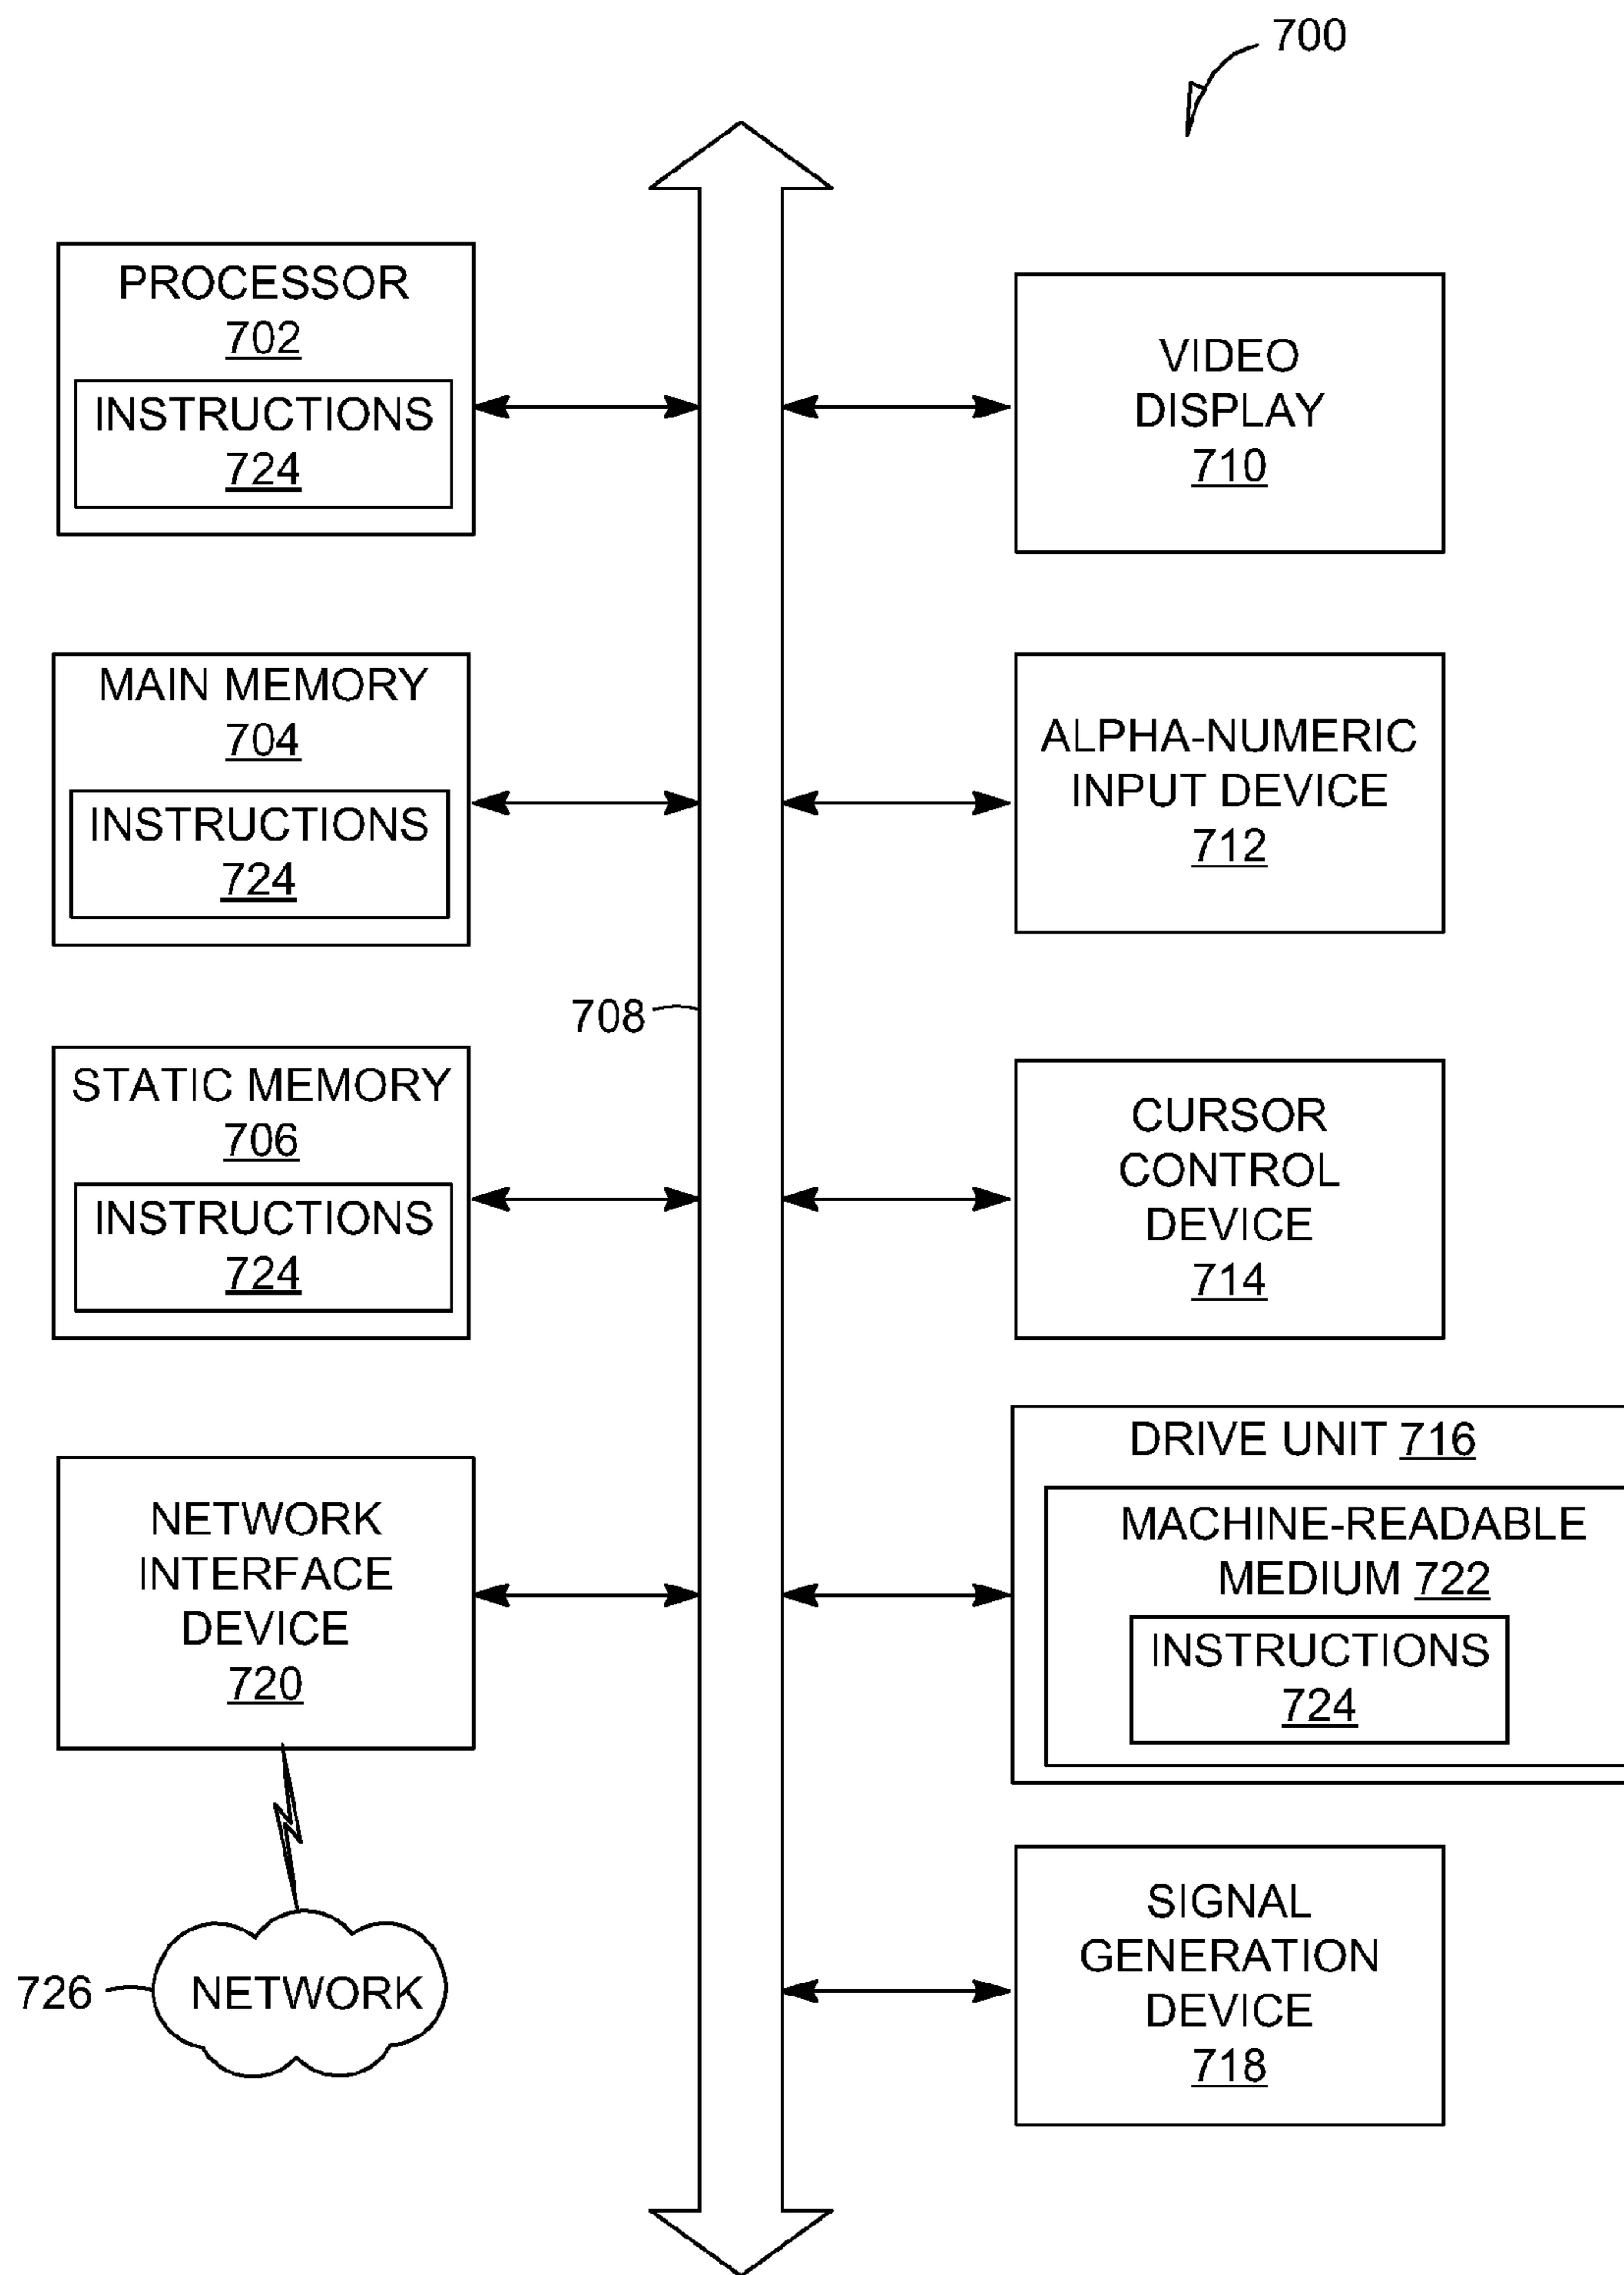 700
PROCESSOR
702
INSTRUCTIONS
724
MAIN MEMORY
704
INSTRUCTIONS
724
708
STATIC MEMORY
706
INSTRUCTIONS
724
NETWORK
INTERFACE
DEVICE
720
726
NETWORK
VIDEO
DISPLAY
710
ALPHA-NUMERIC
INPUT DEVICE
712
CURSOR
CONTROL
DEVICE
714
DRIVE UNIT 716
MACHINE-READABLE
MEDIUM 722
INSTRUCTIONS
724
SIGNAL
GENERATION
DEVICE
718